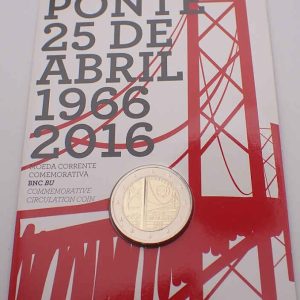 PONTE
25 DE
ABRIL
1966
2016
MOEDA CORRENTE
COMEMORATIVA
BNC BU
COMMEMORATIVE
CIRCULATION COIN